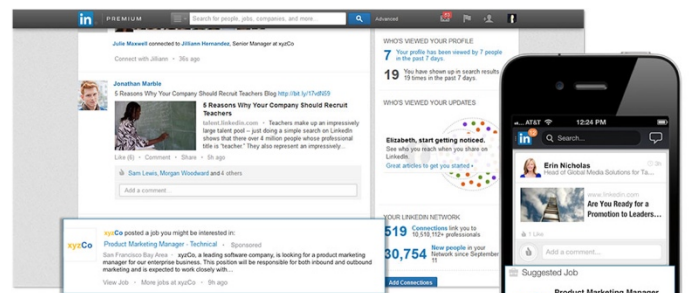 in PREMIUM Search for people, jobs, companies, and more... Advanced
Julie Maxwell connected to Jilliann Hernandez, Senior Manager at xyzCo
Connect with Jilliann • 36s ago
Jonathan Marble
5 Reasons Why Your Company Should Recruit Teachers Blog http://bit.ly/17vdN59
5 Reasons Why Your Company Should Recruit
Teachers
talent.linkedin.com • Teachers make up an impressively
large talent pool – just doing a simple search on LinkedIn
shows that there over 4 million people whose professional
title is "teacher." They also represent an impressively...
Like (6) • Comment • Share • 5h ago
Sam Lewis, Morgan Woodward and 4 others
Add a comment...
xyzCo
xyzCo posted a job you might be interested in:
Product Marketing Manager - Technical • Sponsored
San Francisco Bay Area • xyzCo, a leading software company, is looking for a product marketing
manager for our enterprise business. This position will be responsible for both inbound and outbound
marketing and is expected to work closely with...
View Job • More jobs at xyzCo • 9h ago
WHO'S VIEWED YOUR PROFILE
7 Your profile has been viewed by 7 people
in the past 7 days.
19 You have shown up in search results
19 times in the past 7 days.
WHO'S VIEWED YOUR UPDATES
Elizabeth, start getting noticed.
See who reach when you share on
LinkedIn.
Great articles to get you started ›
YOUR LINKEDIN NETWORK
519 Connections link you to
10,510,112+ professionals
30,754 New people in your
Network since September
11
Add Connections
AT&T 12:24 PM
in Search...
Erin Nicholas
Head of Global Media Solutions for Ta...
www.linkedin.com
Are You Ready for a
Promotion to Leaders...
1 Like
Add a comment...
Suggested Job
Product Marketing Manager